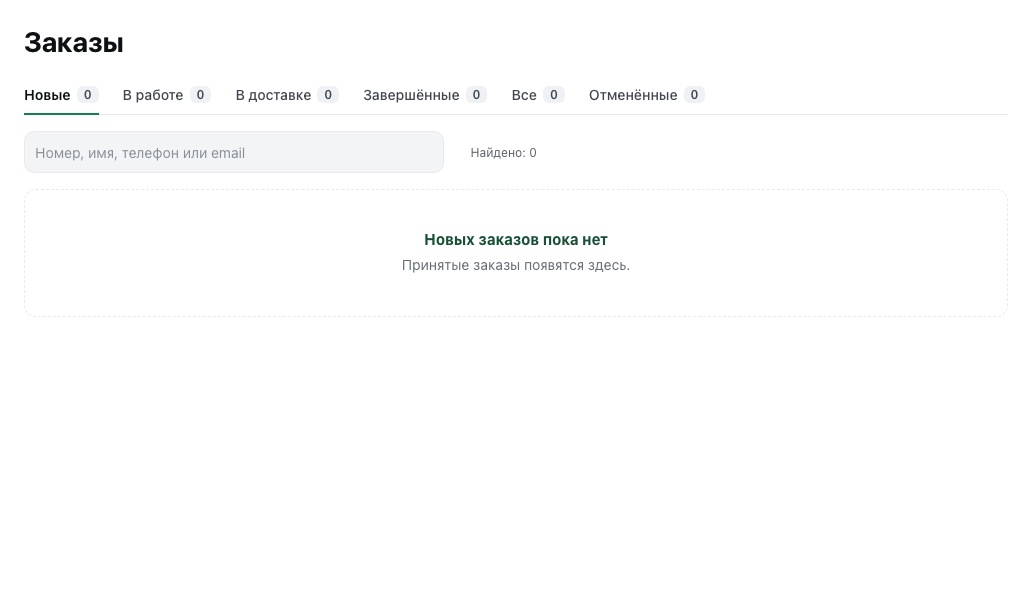 Заказы
Новые 0 В работе 0 В доставке 0 Завершённые 0 Все 0 Отменённые 0
Номер, имя, телефон или email Найдено: 0
Новых заказов пока нет
Принятые заказы появятся здесь.